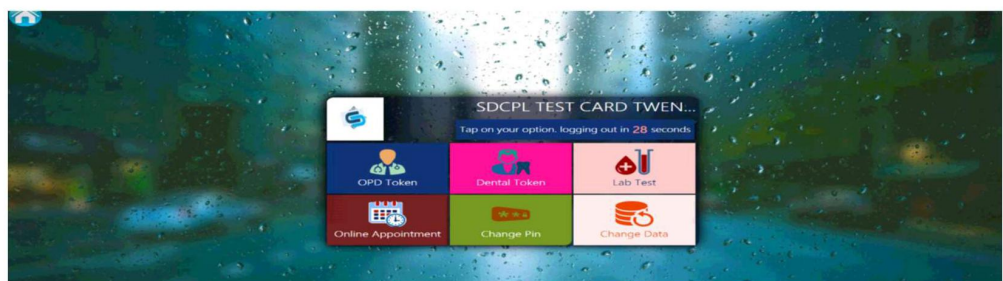 SDCPL TEST CARD TWEN...
Tap on your option. logging out in 28 seconds
OPD Token
Dental Token
Lab Test
Online Appointment
Change Pin
Change Data